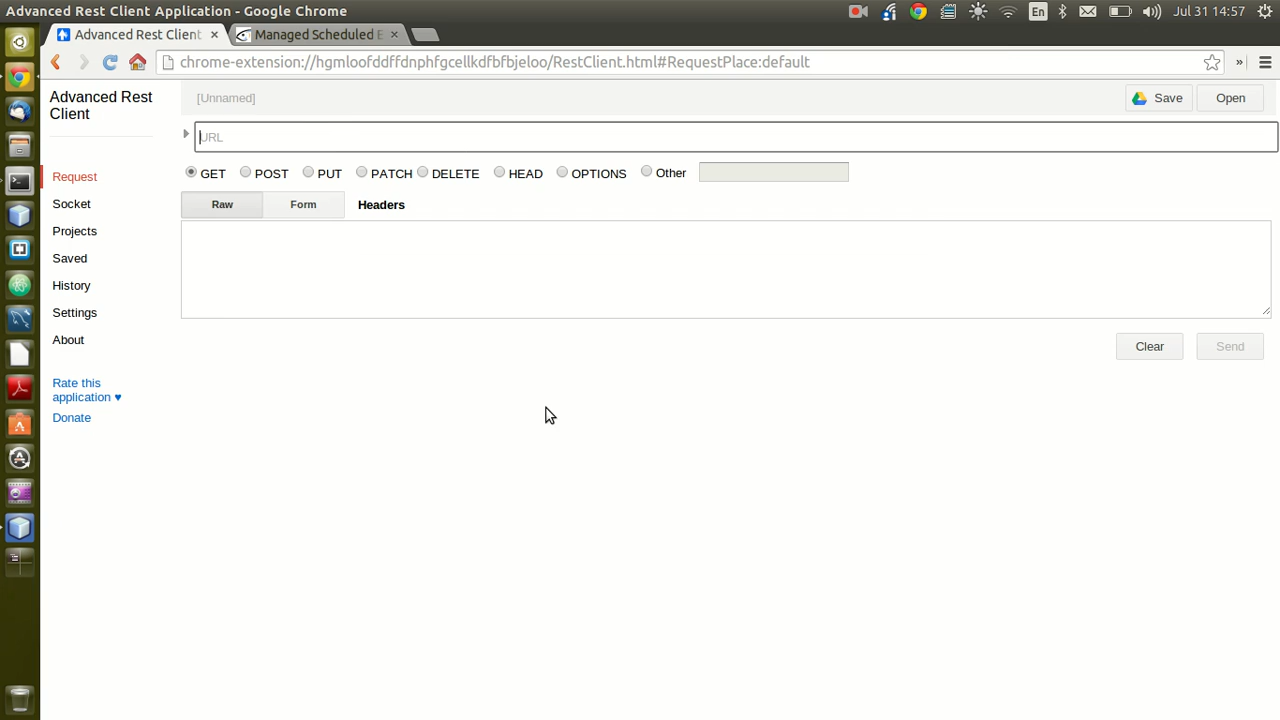 Advanced Rest Client Application - Google Chrome
En
Jul 31 14:57
Advanced Rest Client
Managed Scheduled E
chrome-extension://hgmloofddffdnphfgcellkdfbfbjeloo/RestClient.html#RequestPlace:default
»
Advanced Rest
Client
[Unnamed]
Save
Open
URL
GET
POST
PUT
PATCH
DELETE
HEAD
OPTIONS
Other
Raw
Form
Headers
Request
Socket
Projects
Saved
History
Settings
About
Clear
Send
Rate this
application ♥
Donate